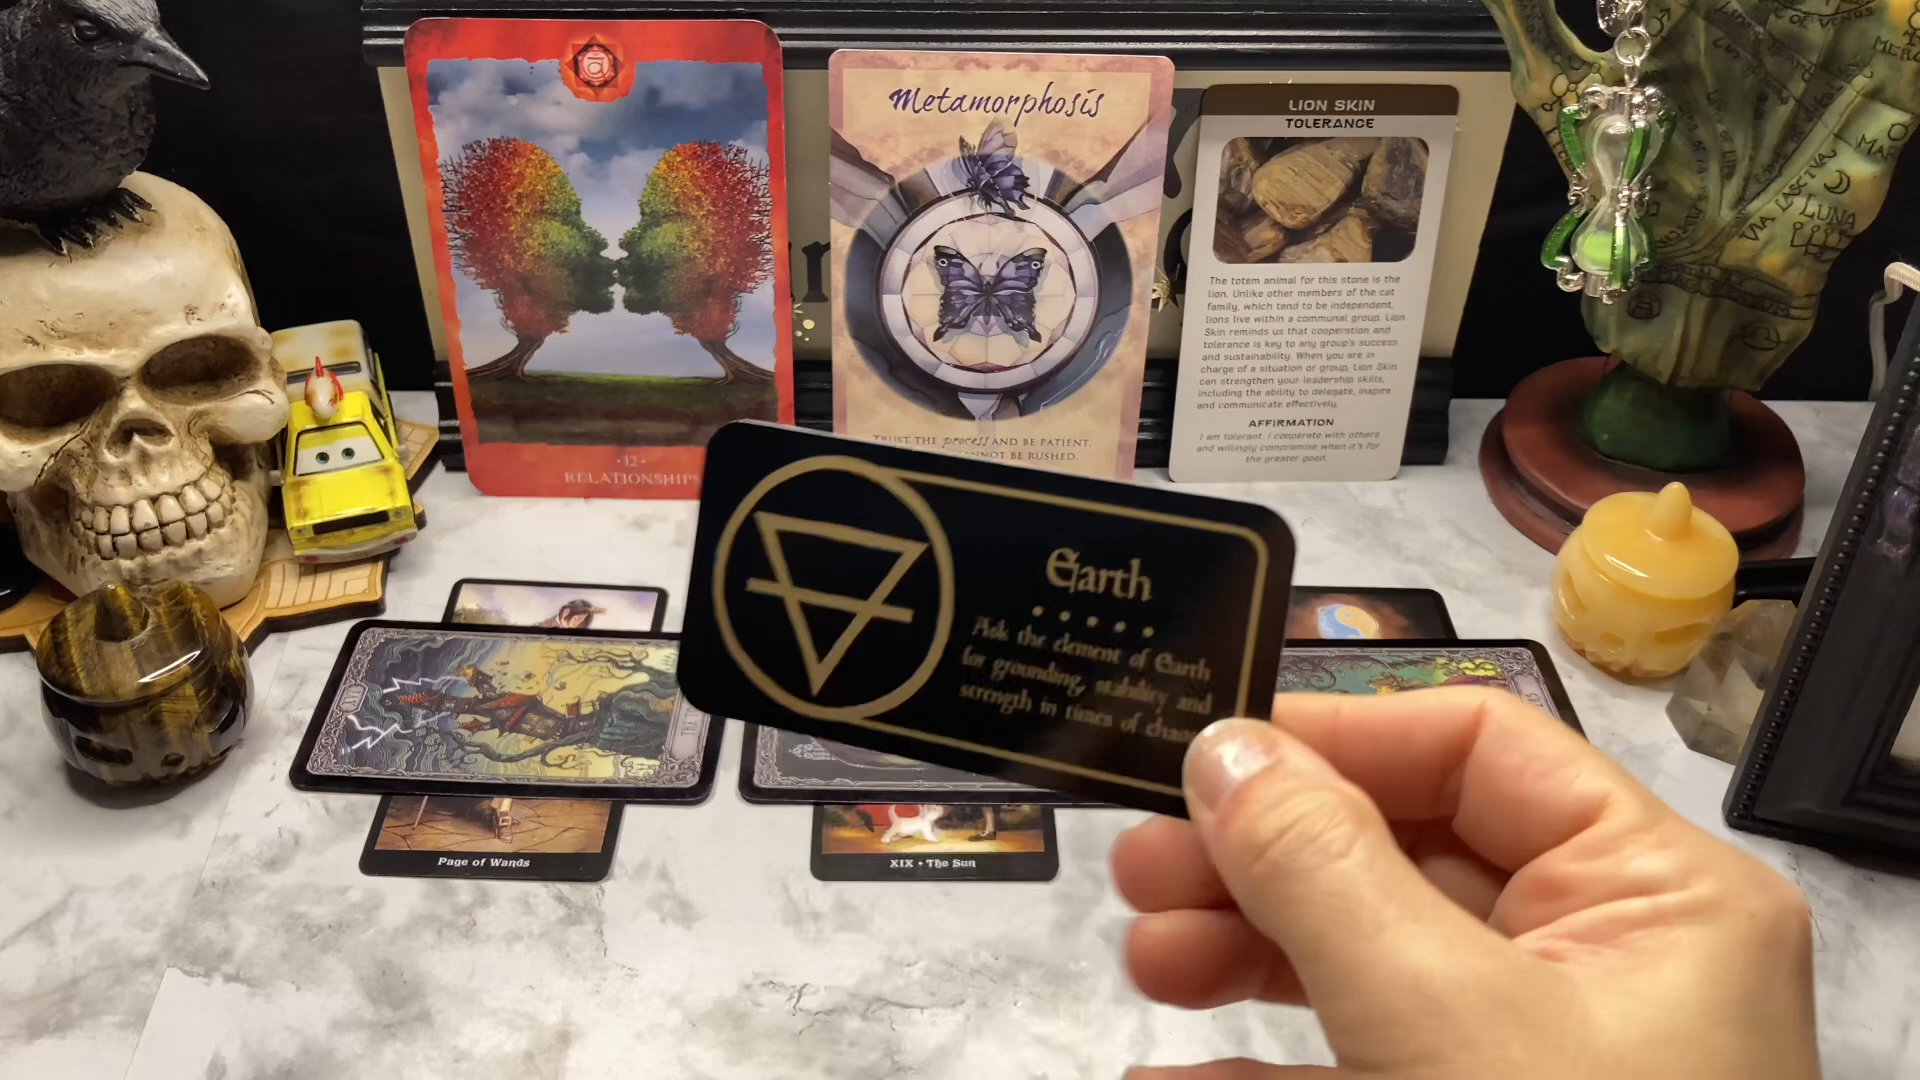 Metamorphosis
TRUST THE process AND BE PATIENT.
CANNOT BE RUSHED.
·12·
RELATIONSHIPS
LION SKIN
TOLERANCE
The totem animal for this stone is the
lion. Unlike other members of the cat
family, which tend to be independent,
lions live within a communal group. Lion
Skin reminds us that cooperation and
tolerance is key to any group's success
and sustainability. When you are in
charge of a situation or group, Lion Skin
can strengthen your leadership skills,
including the ability to delegate, inspire
and communicate effectively.
AFFIRMATION
I am tolerant. I cooperate with others
and willingly compromise when it's for
the greater good.
OF VENUS
LUNA
VIA LASCIVA
Earth
Ask the element of Earth
for grounding, stability and
strength in times of chaos
Page of Wands
XIX • The Sun